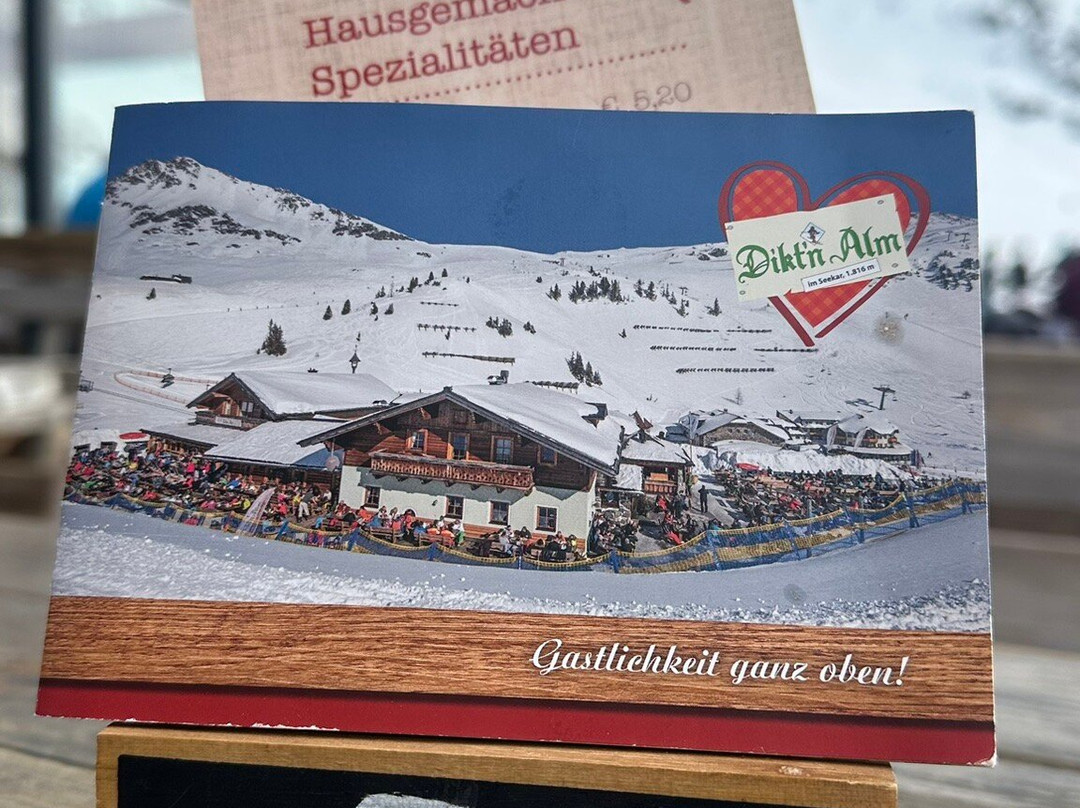 Hausgemach
Spezialitäten
€ 5,20
Dikt'n Alm
im Seekar, 1.816 m
Gastlichkeit ganz oben!